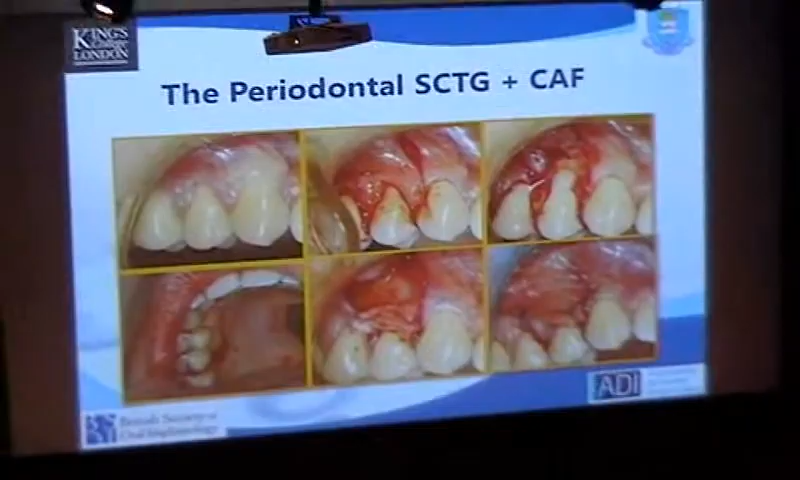 KING'S
College
LONDON
The Periodontal SCTG + CAF
British Society of
Oral Implantology
ADI